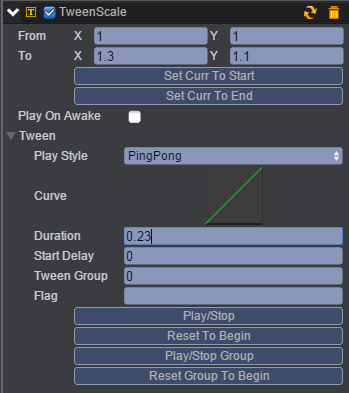 T TweenScale
From X 1 Y 1
To X 1.3 Y 1.1
Set Curr To Start
Set Curr To End
Play On Awake
Tween
Play Style PingPong
Curve
Duration 0.23
Start Delay 0
Tween Group 0
Flag
Play/Stop
Reset To Begin
Play/Stop Group
Reset Group To Begin